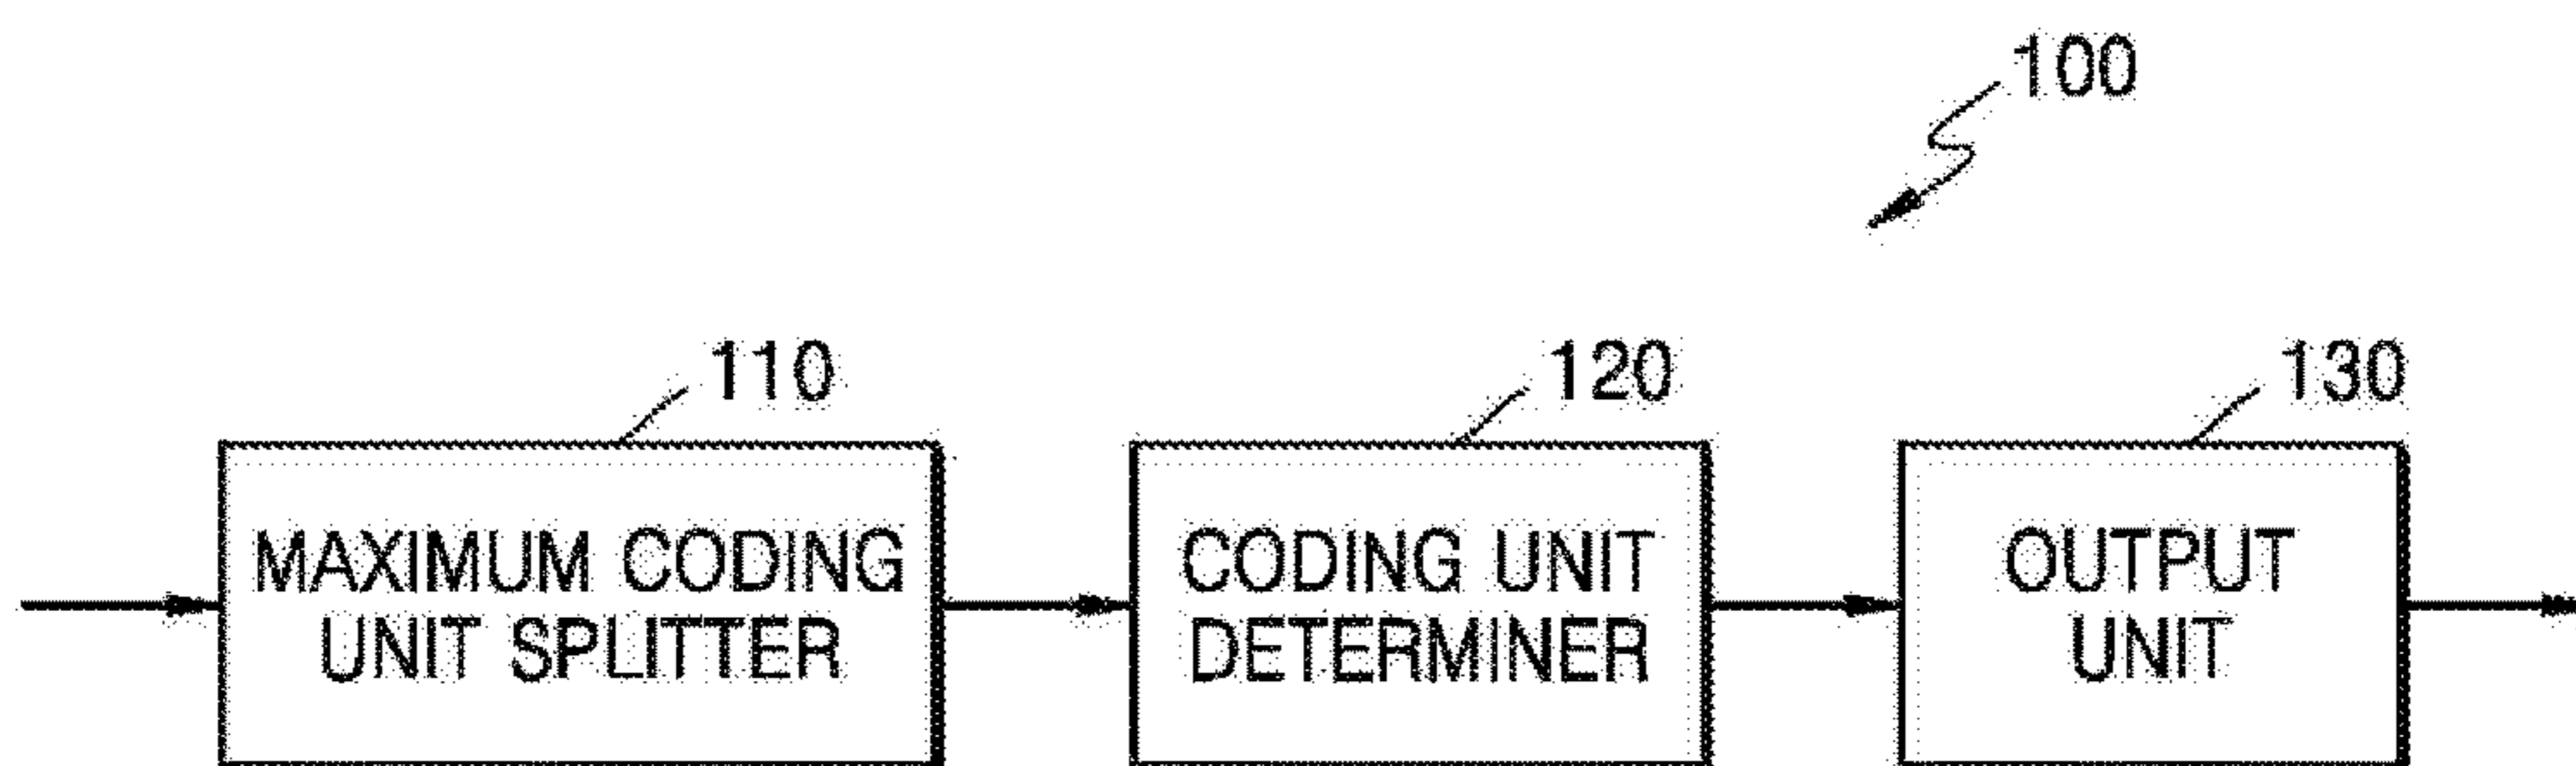 100
110
120
130
MAXIMUM CODING
UNIT SPLITTER
CODING UNIT
DETERMINER
OUTPUT
UNIT